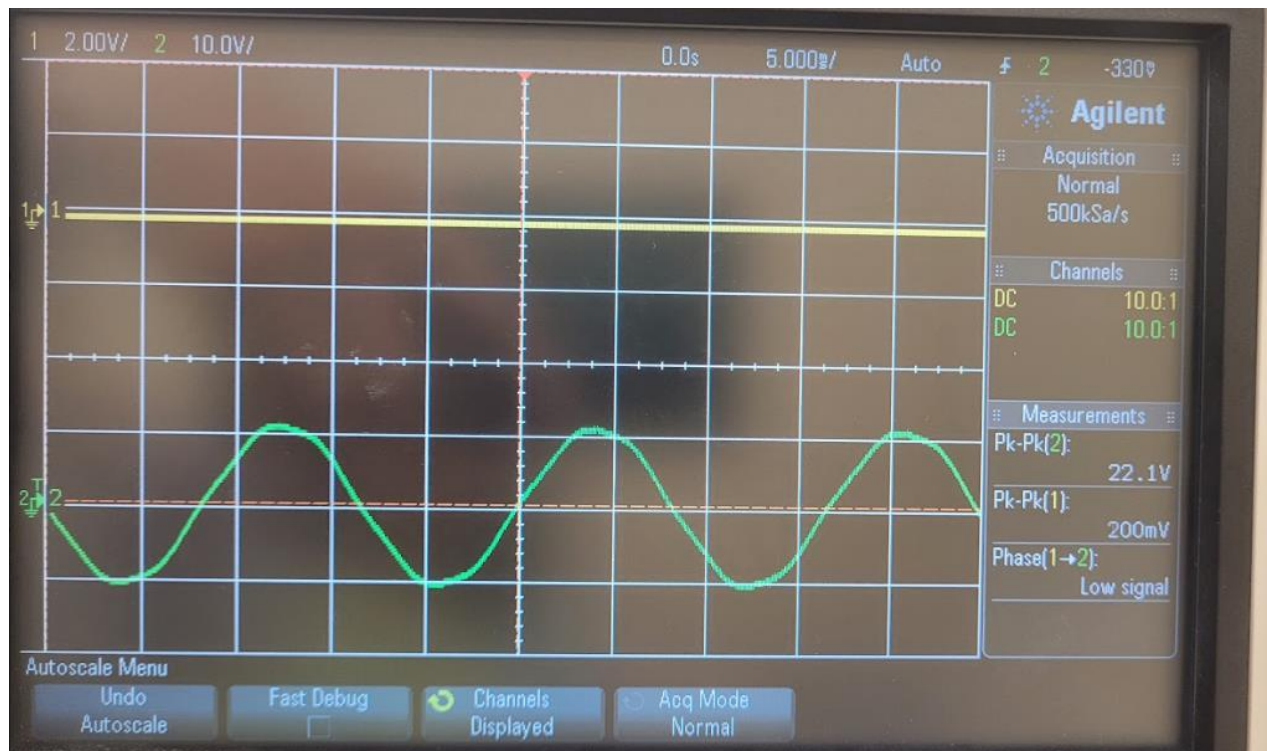 1 2.00V/ 2 10.0V/ 0.0s 5.000ms/ Auto 2 -330mV
Agilent
Acquisition
Normal
500kSa/s
Channels
DC 10.0:1
DC 10.0:1
Measurements
Pk-Pk(2):
22.1V
Pk-Pk(1):
200mV
Phase(1→2):
Low signal
1 1
T
2 2
Autoscale Menu
Undo
Autoscale
Fast Debug
Channels
Displayed
Acq Mode
Normal